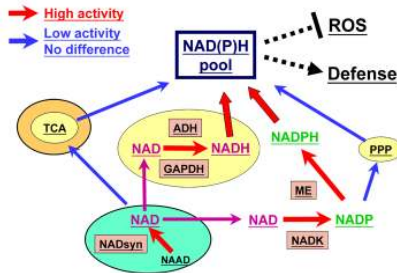 High activity
Low activity
No difference
NAD(P)H
pool
ROS
Defense
TCA
ADH
NAD
NADH
GAPDH
NADPH
PPP
ME
NAD
NAD
NADP
NADsyn
NAAD
NADK